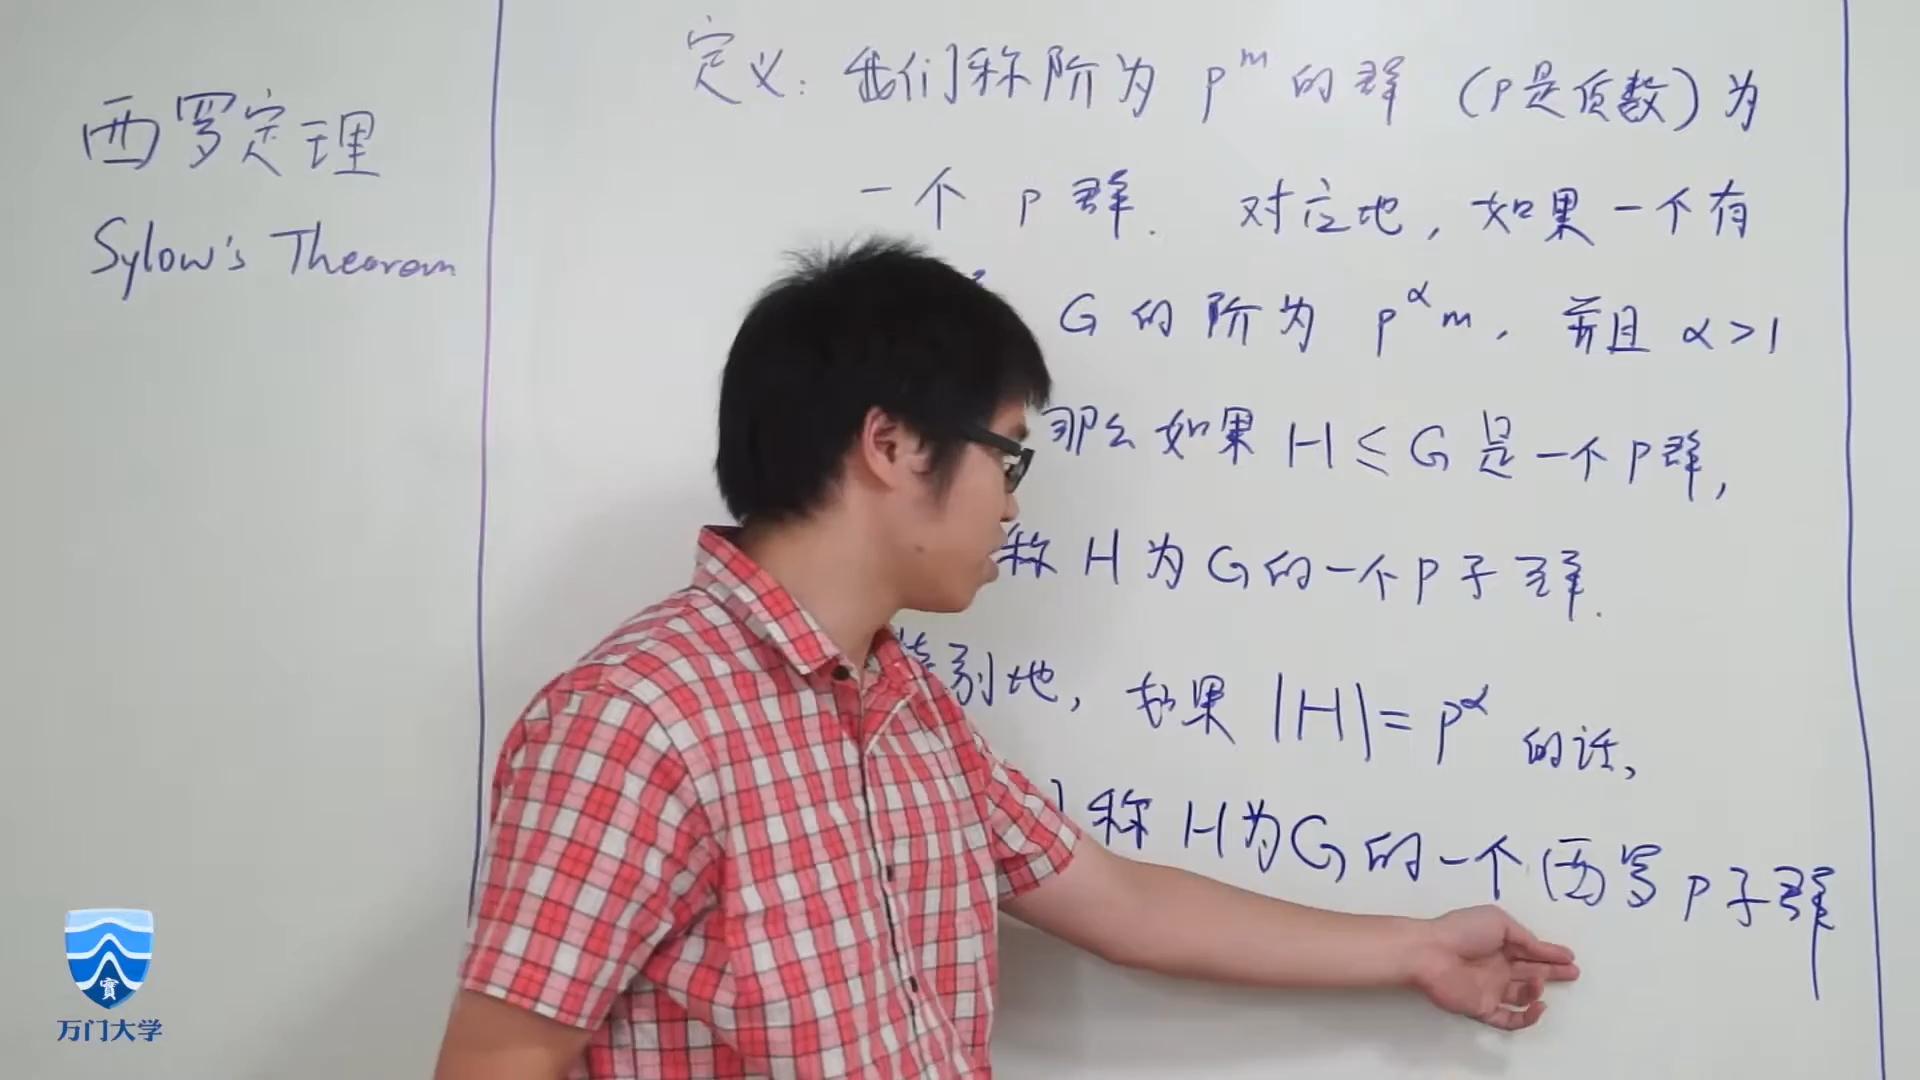 西罗定理
Sylow's Theorem
定义: 我们称阶为 p^m 的群 (p是质数) 为
一个 p 群. 对应地, 如果一个有
G 的阶为 p^α m, 并且 α>1
那么如果 H≤G 是一个p群,
称 H 为 G 的一个 p 子群.
特别地, 如果 |H|=p^α 的话,
称 H 为 G 的一个 西罗 p 子群
寳
万门大学